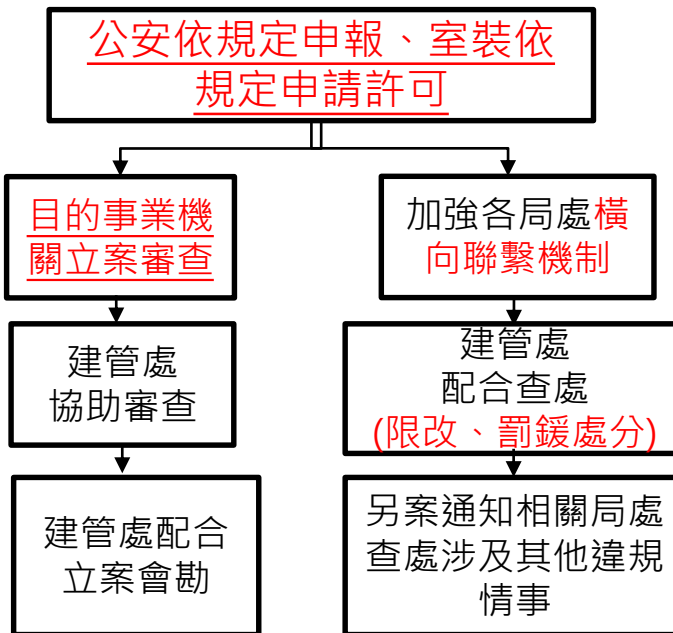 公安依規定申報、室裝依
規定申請許可
目的事業機
關立案審查
建管處
協助審查
建管處配合
立案會勘
加強各局處橫
向聯繫機制
建管處
配合查處
(限改、罰鍰處分)
另案通知相關局處
查處涉及其他違規
情事